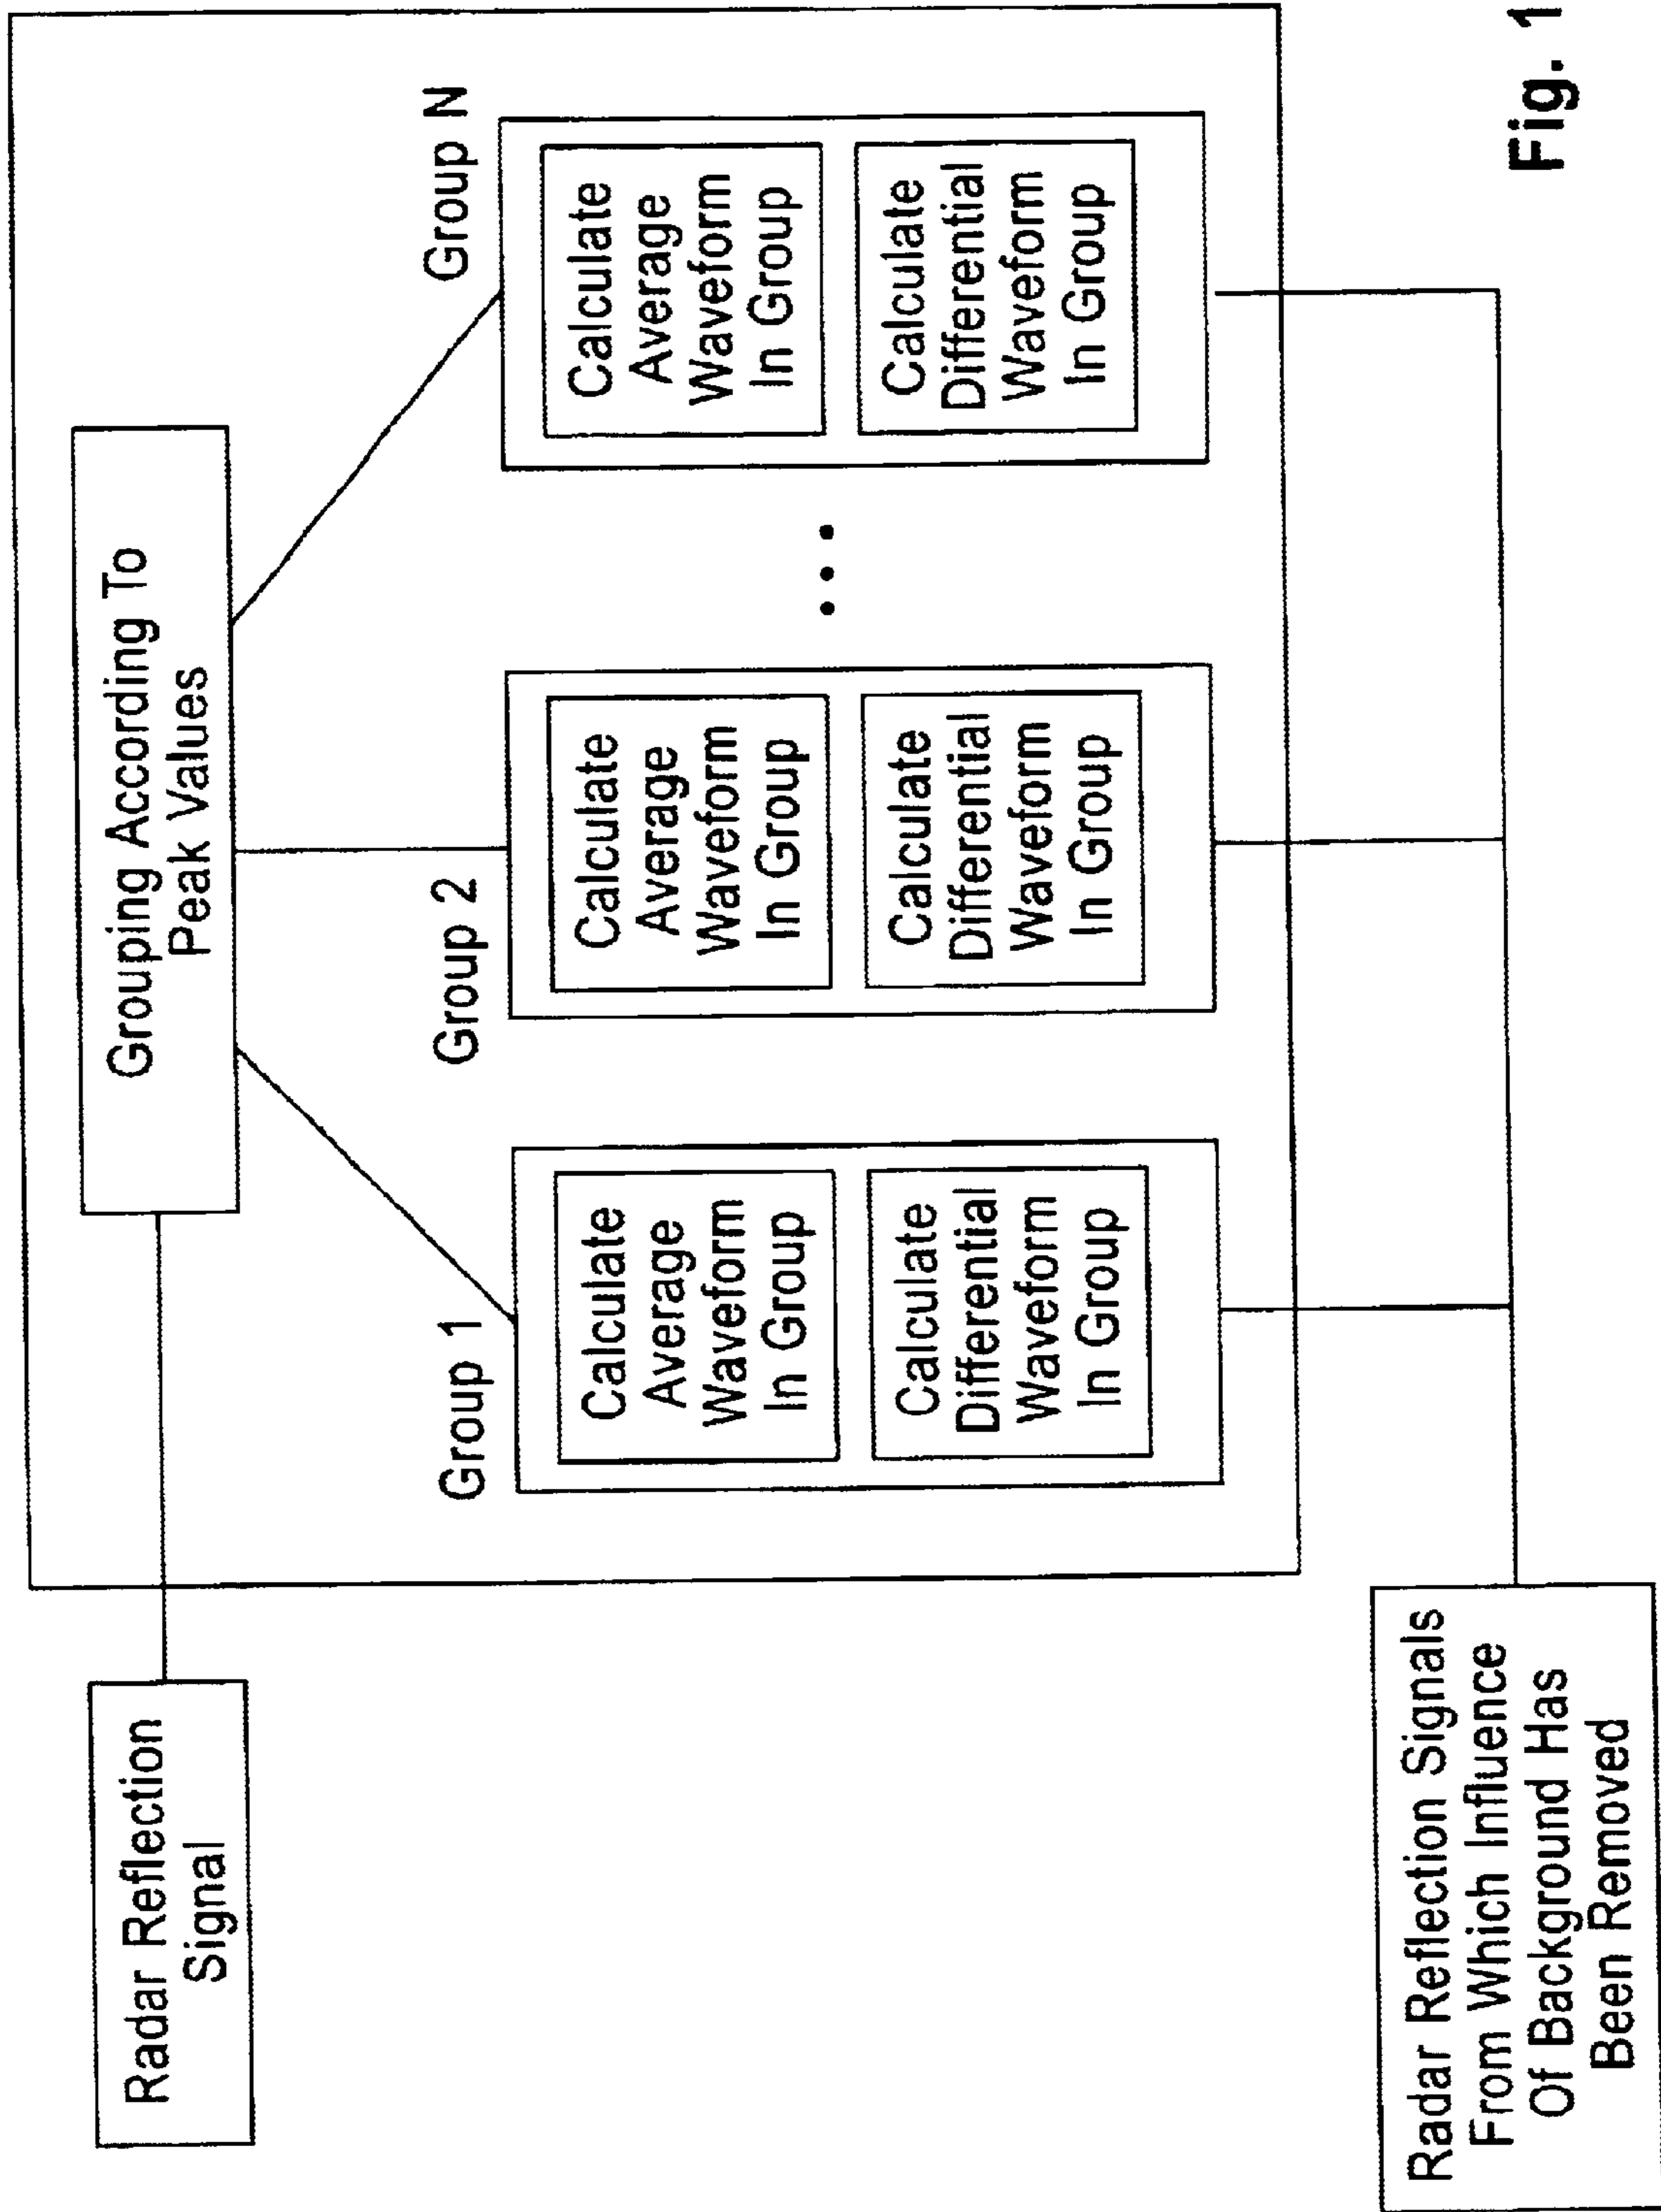 Radar Reflection
Signal
Grouping According To
Peak Values
Group 1
Calculate
Average
Waveform
In Group
Calculate
Differential
Waveform
In Group
Group 2
Calculate
Average
Waveform
In Group
Calculate
Differential
Waveform
In Group
. . .
Group N
Calculate
Average
Waveform
In Group
Calculate
Differential
Waveform
In Group
Radar Reflection Signals
From Which Influence
Of Background Has
Been Removed
Fig. 1